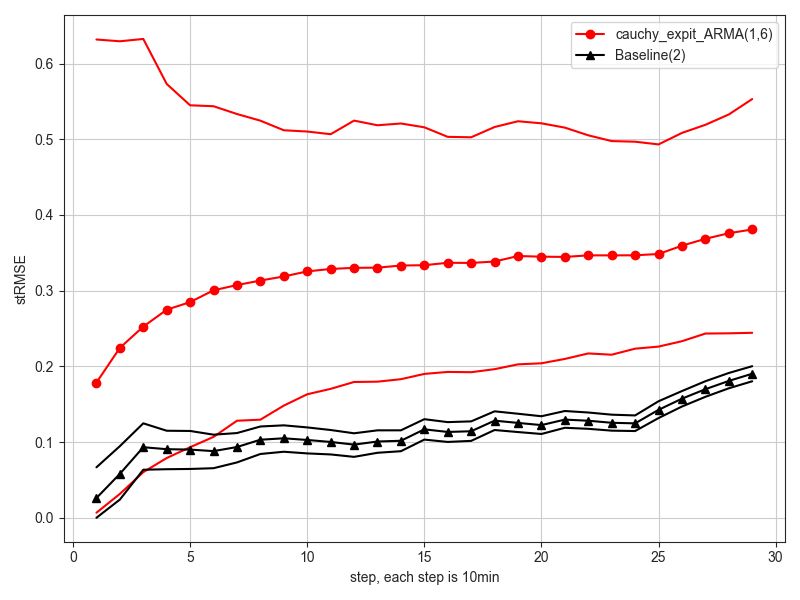 cauchy_expit_ARMA(1,6)
Baseline(2)
stRMSE
0.6
0.5
0.4
0.3
0.2
0.1
0.0
0 5 10 15 20 25 30
step, each step is 10min